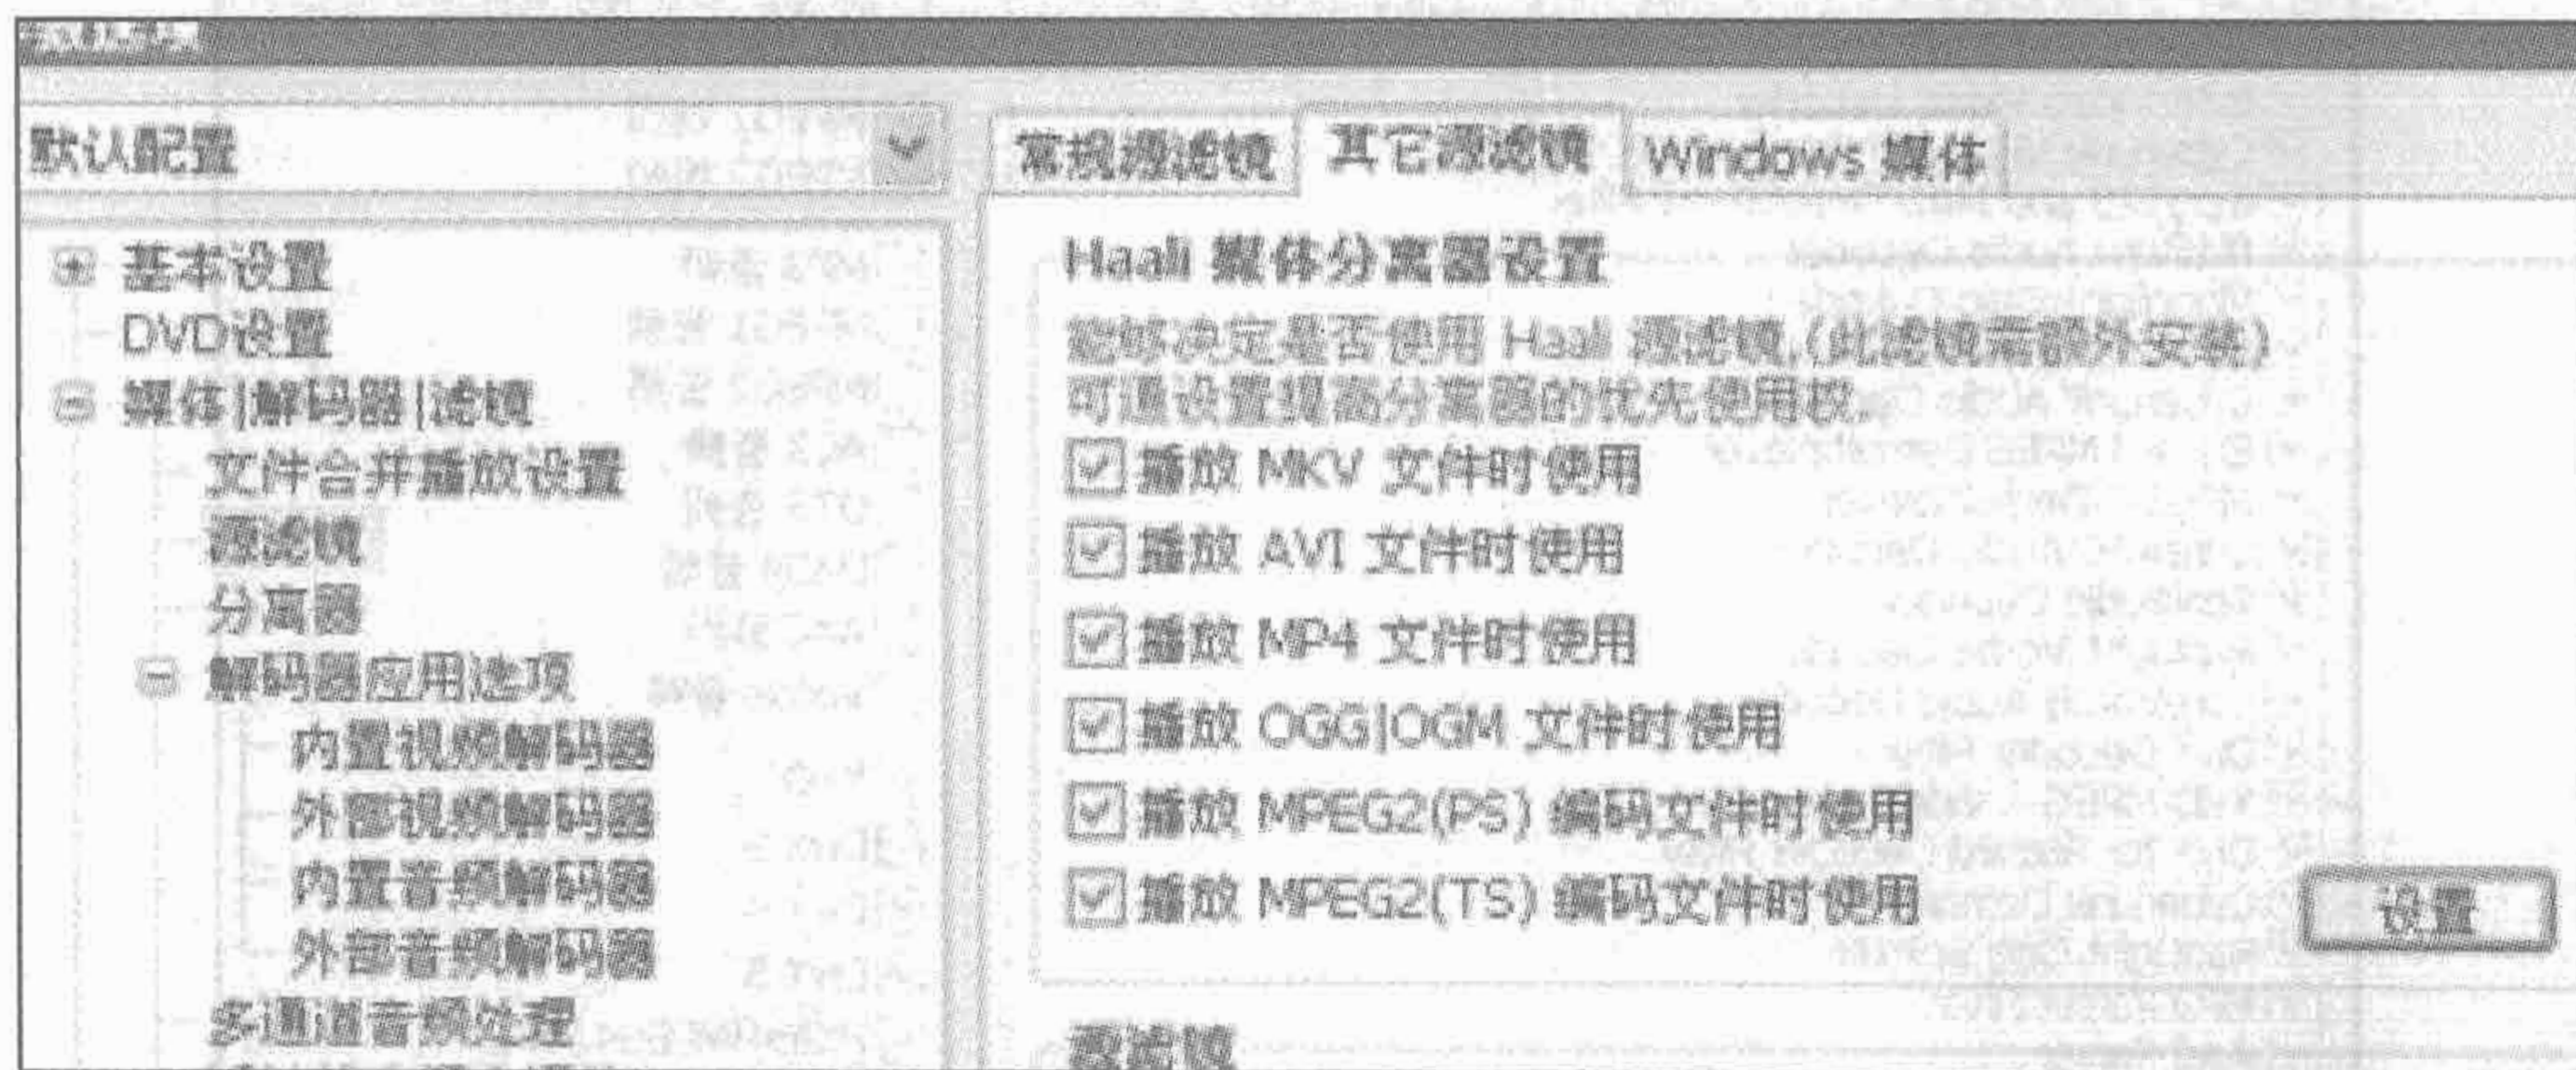 默认配置
基本设置
DVD设置
媒体|解码器|滤镜
文件合并播放设置
源滤镜
分离器
解码器应用选项
内置视频解码器
外部视频解码器
内置音频解码器
外部音频解码器
多通道音频处理
常规源滤镜 其它源滤镜 Windows 媒体
Haali 媒体分离器设置
能够决定是否使用 Haali 源滤镜,(此滤镜需额外安装)
可通设置提高分离器的优先使用权。
播放 MKV 文件时使用
播放 AVI 文件时使用
播放 MP4 文件时使用
播放 OGG|OGM 文件时使用
播放 MPEG2(PS) 编码文件时使用
播放 MPEG2(TS) 编码文件时使用
设置
源滤镜